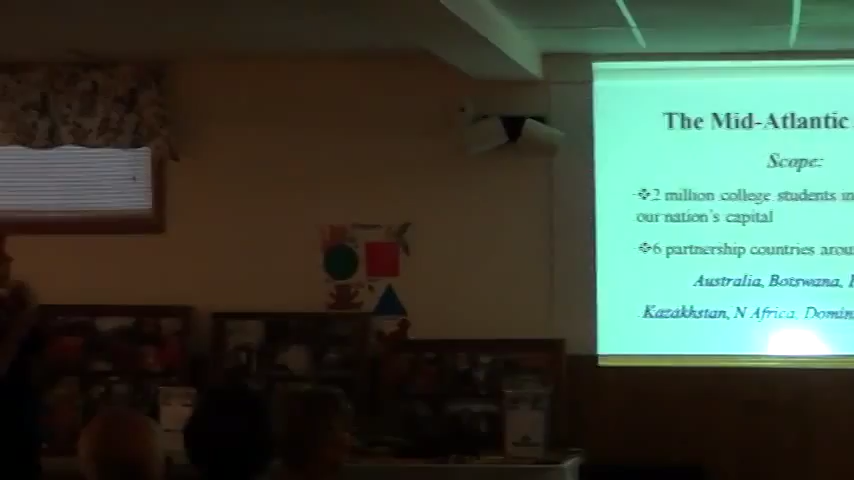 The Mid-Atlantic
Scope:
❖2 million college students in
our nation's capital
❖6 partnership countries arou
Australia, Botswana,
Kazakhstan, N Africa, Domin